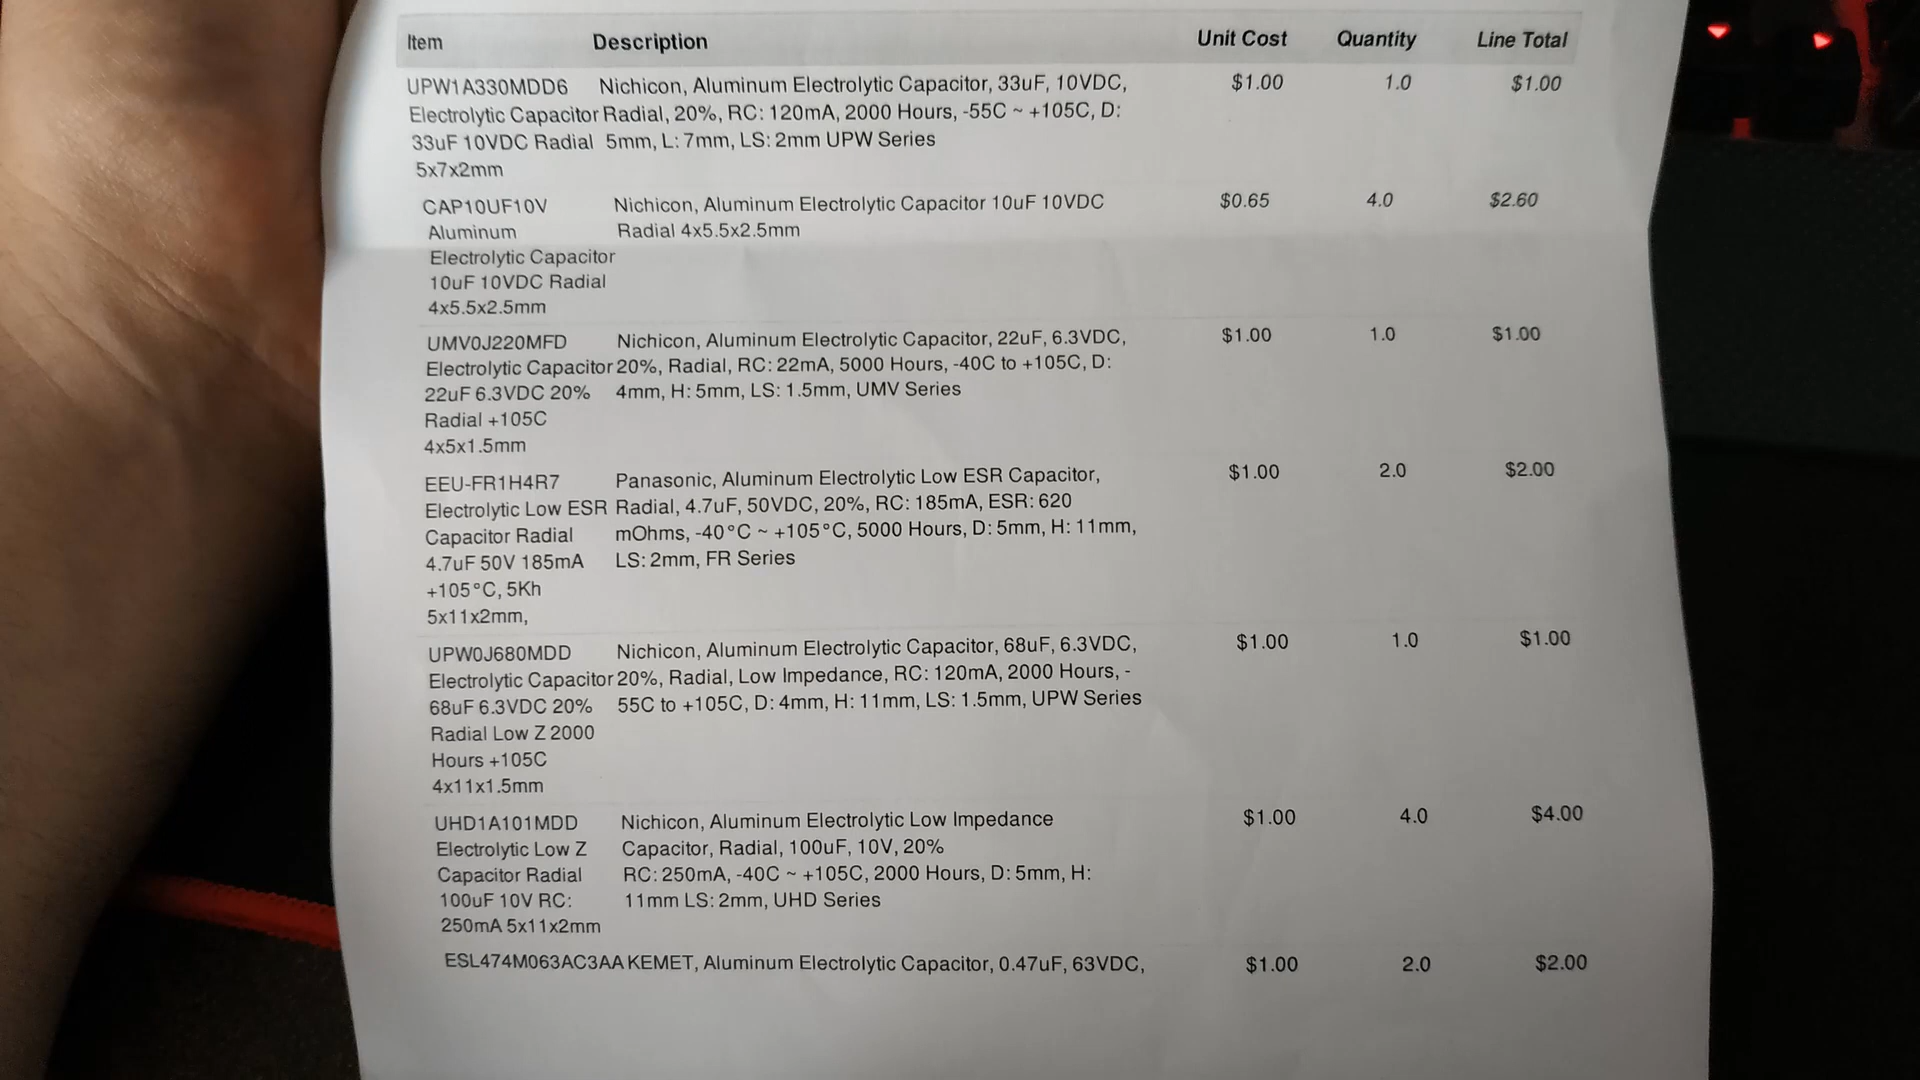 Item Description Unit Cost Quantity Line Total
UPW1A330MDD6 Nichicon, Aluminum Electrolytic Capacitor, 33uF, 10VDC, $1.00 1.0 $1.00
Electrolytic Capacitor Radial, 20%, RC: 120mA, 2000 Hours, -55C ~ +105C, D:
33uF 10VDC Radial 5mm, L: 7mm, LS: 2mm UPW Series
5x7x2mm
CAP10UF10V Nichicon, Aluminum Electrolytic Capacitor 10uF 10VDC $0.65 4.0 $2.60
Aluminum Radial 4x5.5x2.5mm
Electrolytic Capacitor
10uF 10VDC Radial
4x5.5x2.5mm
UMV0J220MFD Nichicon, Aluminum Electrolytic Capacitor, 22uF, 6.3VDC, $1.00 1.0 $1.00
Electrolytic Capacitor 20%, Radial, RC: 22mA, 5000 Hours, -40C to +105C, D:
22uF 6.3VDC 20% 4mm, H: 5mm, LS: 1.5mm, UMV Series
Radial +105C
4x5x1.5mm
EEU-FR1H4R7 Panasonic, Aluminum Electrolytic Low ESR Capacitor, $1.00 2.0 $2.00
Electrolytic Low ESR Radial, 4.7uF, 50VDC, 20%, RC: 185mA, ESR: 620
Capacitor Radial mOhms, -40°C ~ +105°C, 5000 Hours, D: 5mm, H: 11mm,
4.7uF 50V 185mA LS: 2mm, FR Series
+105°C, 5Kh
5x11x2mm,
UPW0J680MDD Nichicon, Aluminum Electrolytic Capacitor, 68uF, 6.3VDC, $1.00 1.0 $1.00
Electrolytic Capacitor 20%, Radial, Low Impedance, RC: 120mA, 2000 Hours, -
68uF 6.3VDC 20% 55C to +105C, D: 4mm, H: 11mm, LS: 1.5mm, UPW Series
Radial Low Z 2000
Hours +105C
4x11x1.5mm
UHD1A101MDD Nichicon, Aluminum Electrolytic Low Impedance $1.00 4.0 $4.00
Electrolytic Low Z Capacitor, Radial, 100uF, 10V, 20%
Capacitor Radial RC: 250mA, -40C ~ +105C, 2000 Hours, D: 5mm, H:
100uF 10V RC: 11mm LS: 2mm, UHD Series
250mA 5x11x2mm
ESL474M063AC3AA KEMET, Aluminum Electrolytic Capacitor, 0.47uF, 63VDC, $1.00 2.0 $2.00